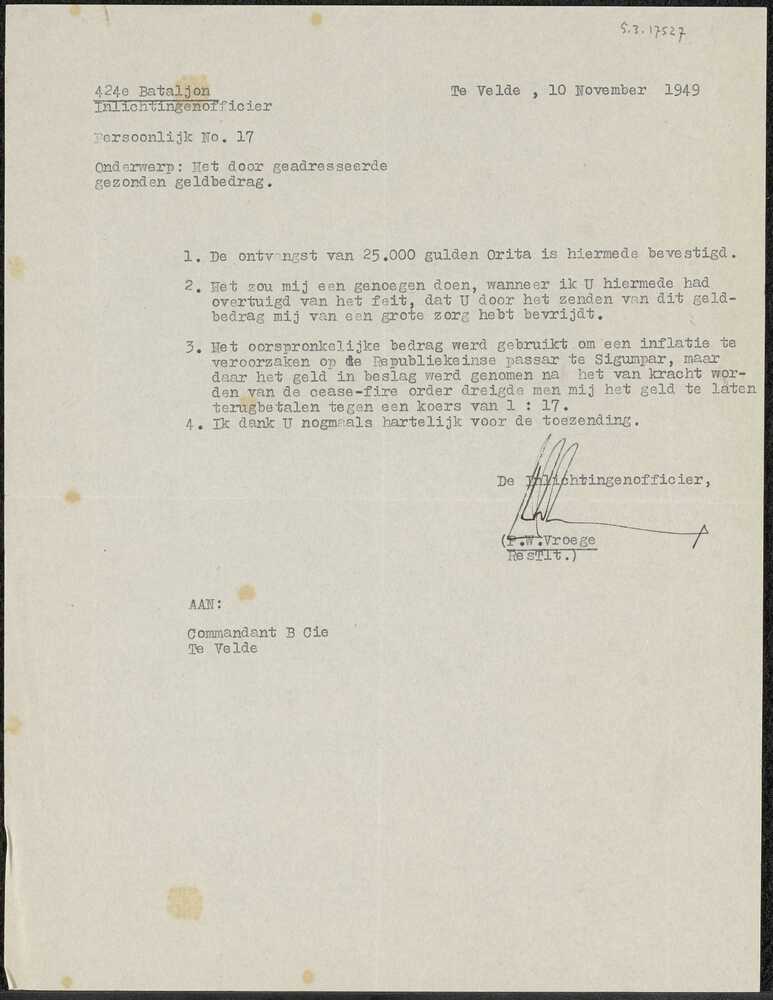 5.3.17527
424e Bataljon
Inlichtingenofficier
Te Velde , 10 November 1949
Persoonlijk No. 17
Onderwerp: Het door geadresseerde
gezonden geldbedrag.
1. De ontvangst van 25.000 gulden Orita is hiermede bevestigd.
2. Het zou mij een genoegen doen, wanneer ik U hiermede had
overtuigd van het feit, dat U door het zenden van dit geld-
bedrag mij van een grote zorg hebt bevrijdt.
3. Het oorspronkelijke bedrag werd gebruikt om een inflatie te
veroorzaken op de Republiekeinse passar te Sigumpar, maar
daar het geld in beslag werd genomen na het van kracht wor-
den van de cease-fire order dreigde men mij het geld te laten
terugbetalen tegen een koers van 1 : 17.
4. Ik dank U nogmaals hartelijk voor de toezending.
De Inlichtingenofficier,
(P.W.Vroege
ResTlt.)
AAN:
Commandant B Cie
Te Velde